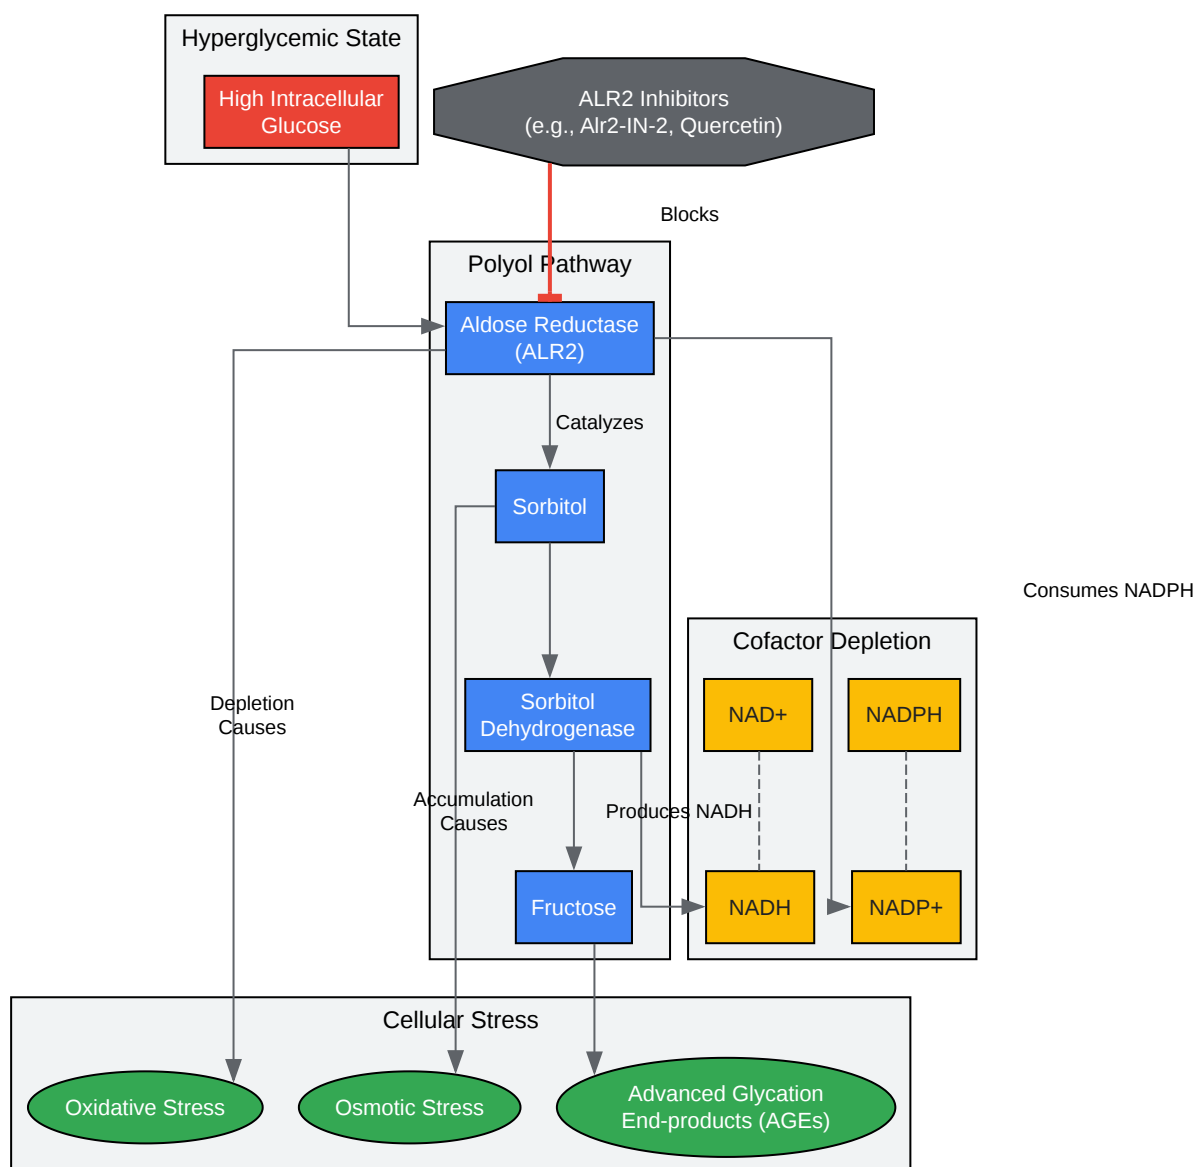 Hyperglycemic State
High Intracellular
Glucose
ALR2 Inhibitors
(e.g., Alr2-IN-2, Quercetin)
Blocks
Polyol Pathway
Aldose Reductase
(ALR2)
Catalyzes
Sorbitol
Consumes NADPH
Cofactor Depletion
Sorbitol
Dehydrogenase
NAD+
NADPH
Depletion
Causes
Accumulation
Causes
Produces NADH
Fructose
NADH
NADP+
Cellular Stress
Oxidative Stress
Osmotic Stress
Advanced Glycation
End-products (AGEs)